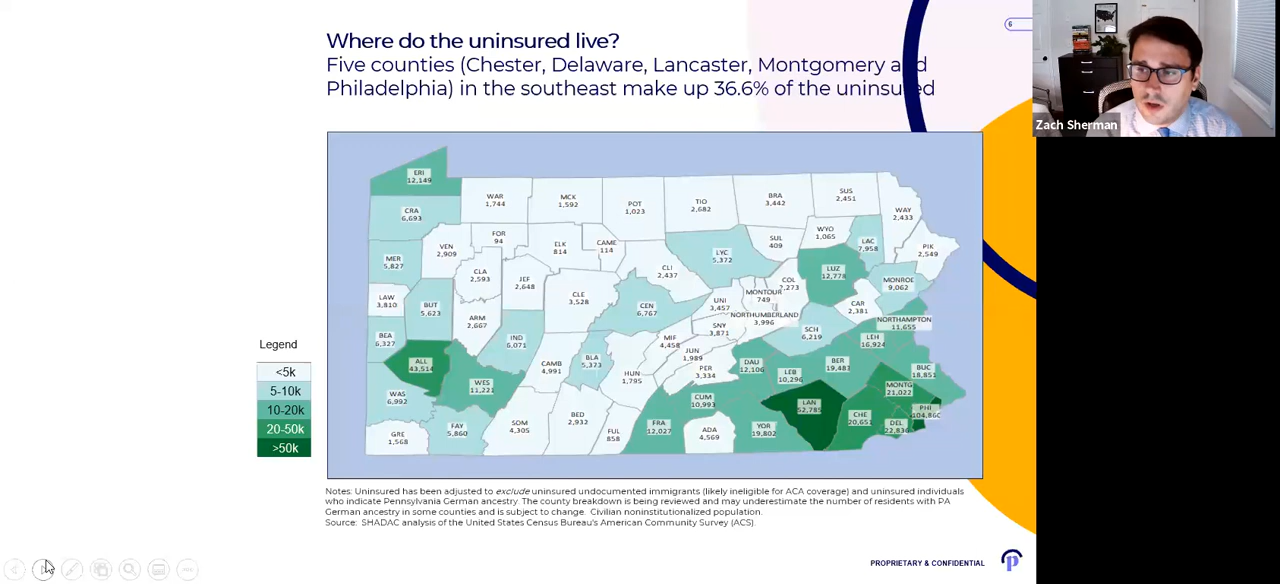 Where do the uninsured live?
Five counties (Chester, Delaware, Lancaster, Montgomery and
Philadelphia) in the southeast make up 36.6% of the uninsured
6
Zach Sherman
ERI
12,149
WAR
1,744
MCK
1,592
POT
1,023
TIO
2,682
BRA
3,442
SUS
2,451
WAY
2,433
CRA
6,693
VEN
2,909
FOR
94
ELK
814
CAME
114
LYC
5,372
SUL
409
WYO
1,065
LAC
7,958
PIK
2,549
MER
5,827
CLA
2,593
JEF
2,648
CLI
2,437
LUZ
12,778
MONROE
9,062
COL
2,273
LAW
3,810
BUT
5,623
CLE
3,528
CEN
6,767
UNI
3,457
MONTOUR
749
CAR
2,381
ARM
2,667
NORTHUMBERLAND
3,996
NORTHAMPTON
11,655
BEA
6,327
IND
6,071
SNY
3,871
SCH
6,219
MIF
4,458
LEH
16,924
ALL
43,514
CAMB
4,991
BLA
5,373
HUN
1,795
JUN
1,989
PER
3,334
DAU
12,106
LEB
10,296
BER
19,487
BUC
18,851
WES
11,221
MONTG
21,022
WAS
6,992
CUM
10,993
LAN
52,785
PHI
104,860
CHE
20,651
DEL
22,836
GRE
1,568
FAY
5,860
SOM
4,305
BED
2,932
FUL
858
FRA
12,027
ADA
4,569
YOR
19,802
Legend
<5k
5-10k
10-20k
20-50k
>50k
Notes: Uninsured has been adjusted to exclude uninsured undocumented immigrants (likely ineligible for ACA coverage) and uninsured individuals
who indicate Pennsylvania German ancestry. The county breakdown is being reviewed and may underestimate the number of residents with PA
German ancestry in some counties and is subject to change. Civilian noninstitutionalized population.
Source: SHADAC analysis of the United States Census Bureau's American Community Survey (ACS).
PROPRIETARY & CONFIDENTIAL